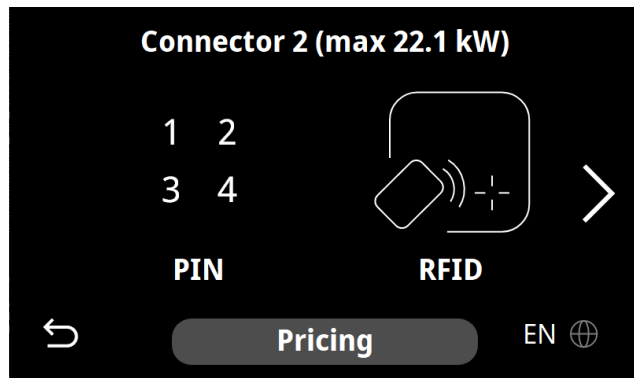 Connector 2 (max 22.1 kW)
1 2
3 4
PIN
RFID
Pricing
EN